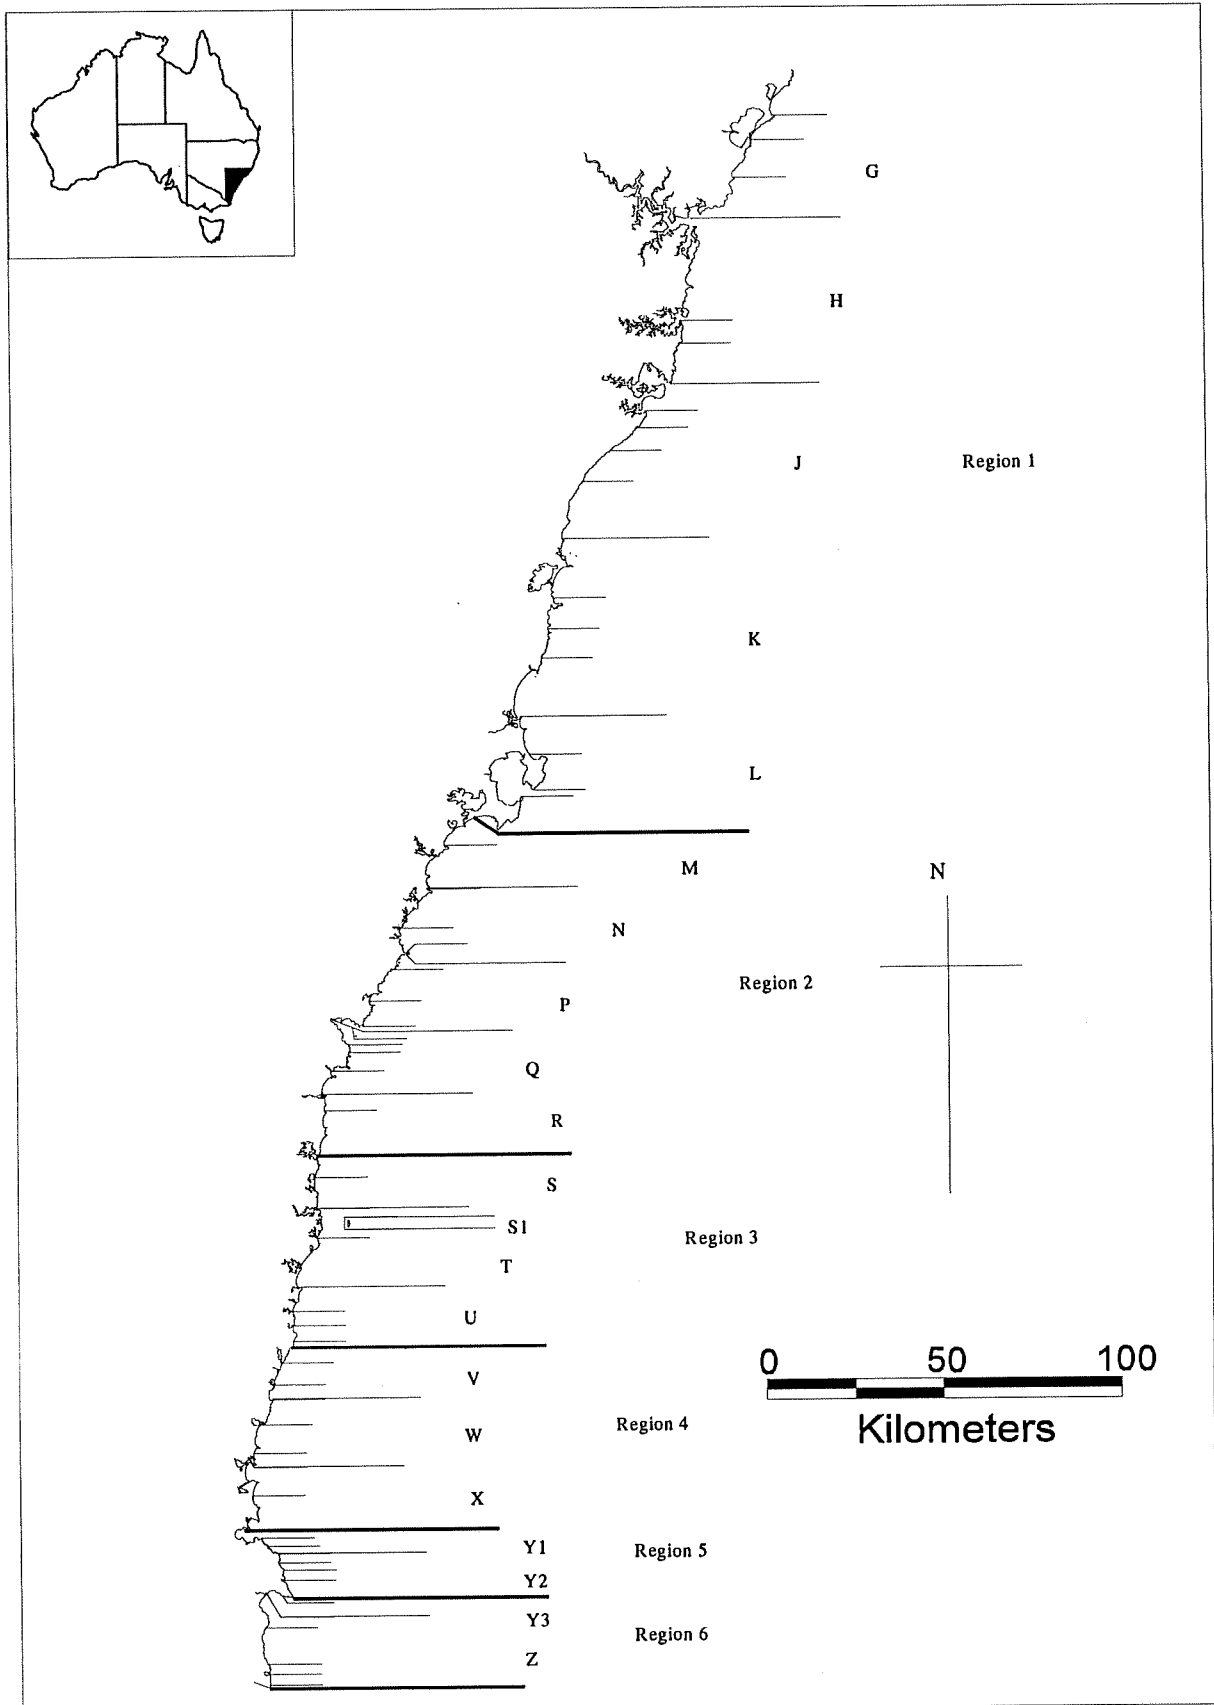 G
H
J
Region 1
K
L
M
N
N
Region 2
P
Q
R
S
S1
Region 3
T
U
0 50 100
Kilometers
V
Region 4
W
X
Y1
Region 5
Y2
Y3
Region 6
Z